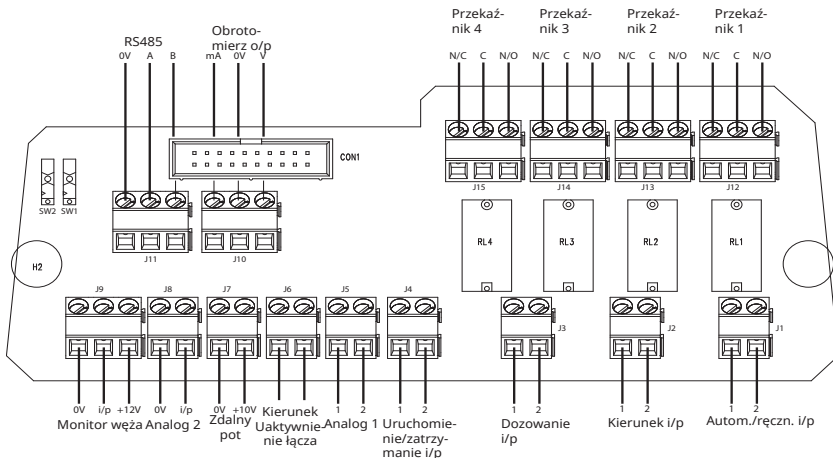 RS485
Obroto-
mierz o/p
Przekaź-
nik 4
Przekaź-
nik 3
Przekaź-
nik 2
Przekaź-
nik 1
0V A B mA 0V V
N/C C N/O N/C C N/O N/C C N/O N/C C N/O
CON1
J15 J14 J13 J12
SW2 SW1
J11 J10
RL4 RL3 RL2 RL1
H2
J9 J8 J7 J6 J5 J4
J3 J2 J1
0V i/p +12V 0V i/p 0V +10V 1 2 1 2 1 2 1 2 1 2
Monitor węża
Analog 2
Zdalny
pot
Kierunek
Uaktywnie-
nie łącza
Analog 1
Uruchomie-
nie/zatrzy-
manie i/p
Dozowanie
i/p
Kierunek i/p
Autom./ręczn. i/p